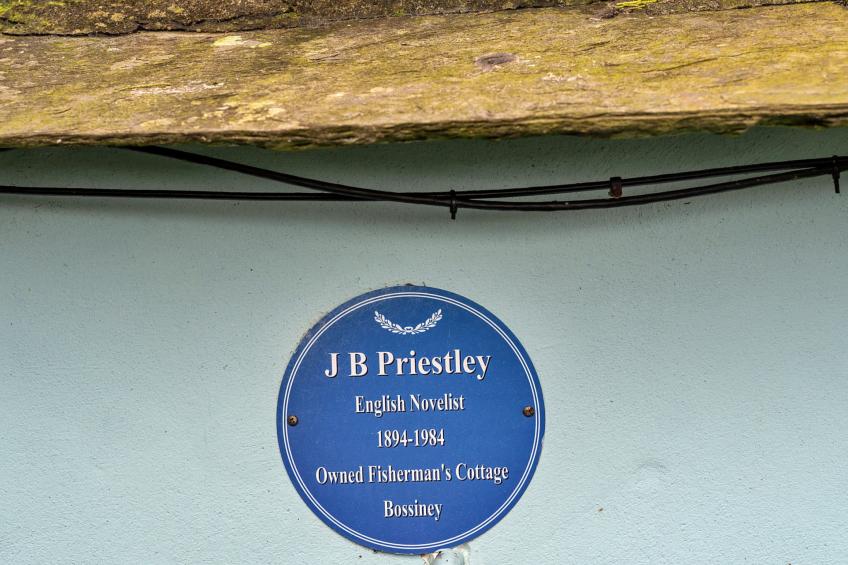 J B Priestley
English Novelist
1894-1984
Owned Fisherman's Cottage
Bossiney